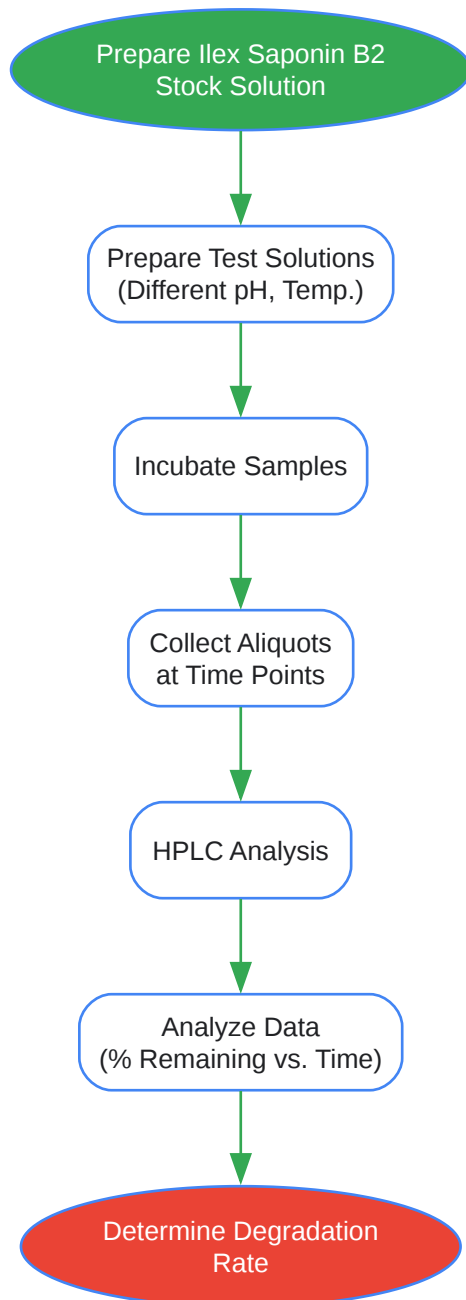 Prepare Ilex Saponin B2
Stock Solution
Prepare Test Solutions
(Different pH, Temp.)
Incubate Samples
Collect Aliquots
at Time Points
HPLC Analysis
Analyze Data
(% Remaining vs. Time)
Determine Degradation
Rate